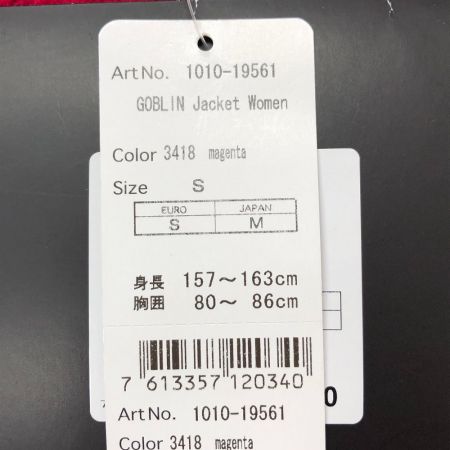 Art No. 1010-19561
GOBLIN Jacket Women
Color 3418 magenta
Size S
EURO JAPAN
S M
身長 157～163cm
胸囲 80～ 86cm
7 613357 120340
Art No. 1010-19561
Color 3418 magenta